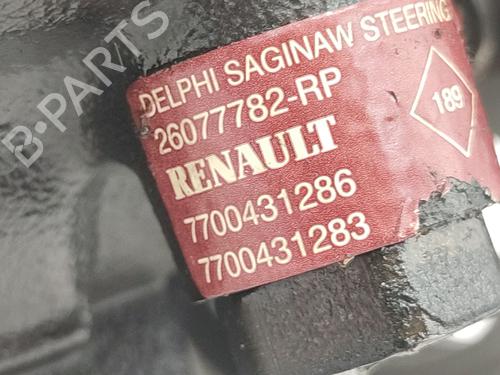 DELPHI SAGINAW STEERING
26077782-RP
RENAULT
7700431286
7700431283
189
B-PARTS